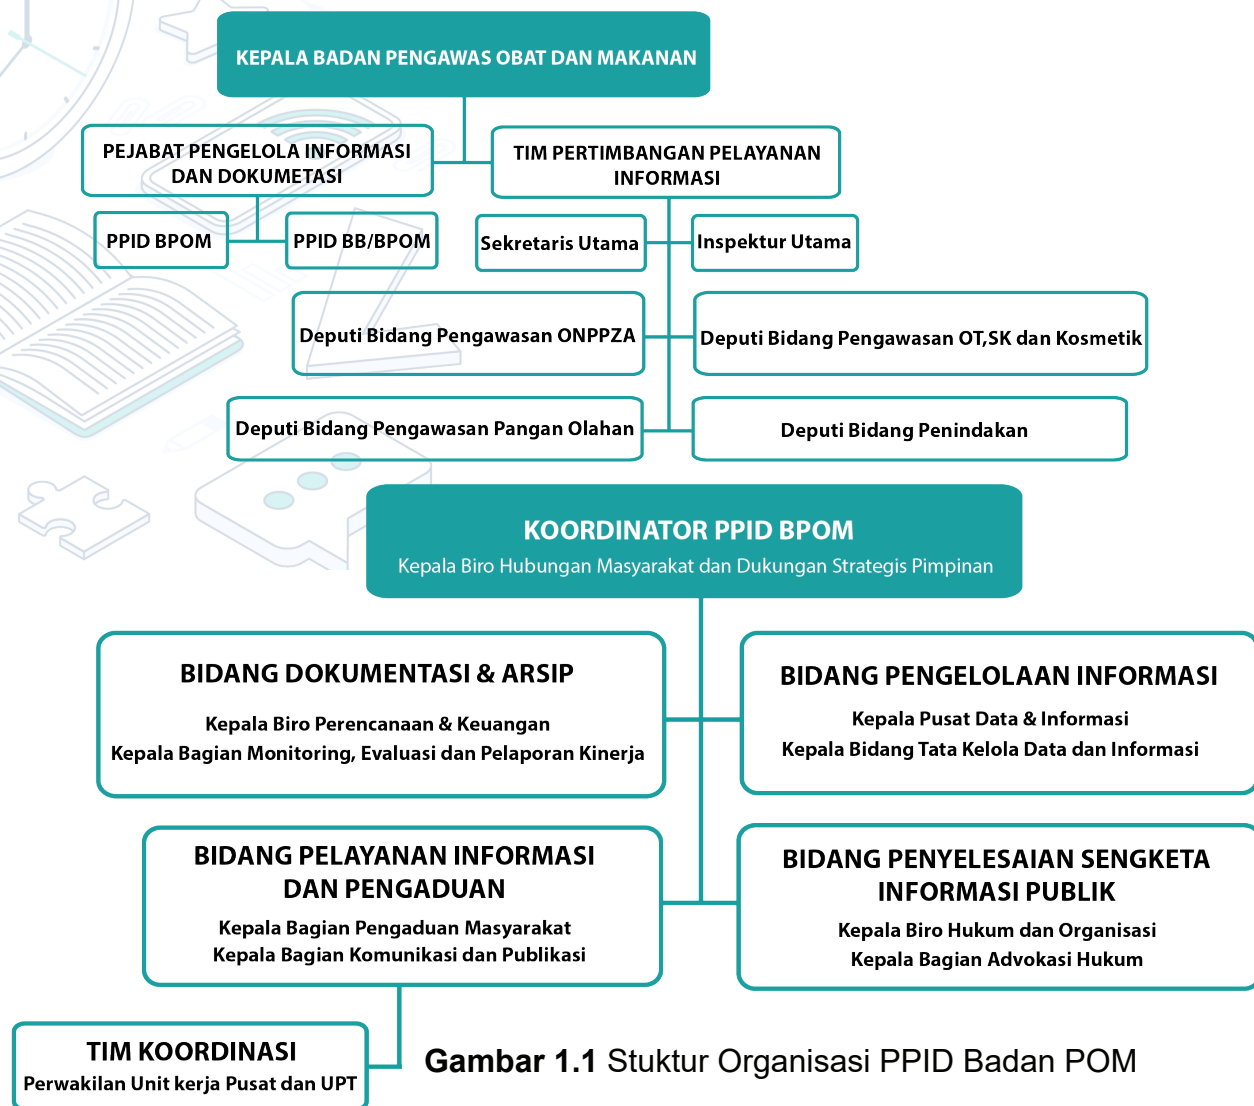 KEPALA BADAN PENGAWAS OBAT DAN MAKANAN
PEJABAT PENGELOLA INFORMASI
DAN DOKUMETASI
TIM PERTIMBANGAN PELAYANAN
INFORMASI
PPID BPOM
PPID BB/BPOM
Sekretaris Utama
Inspektur Utama
Deputi Bidang Pengawasan ONPPZA
Deputi Bidang Pengawasan OT,SK dan Kosmetik
Deputi Bidang Pengawasan Pangan Olahan
Deputi Bidang Penindakan
KOORDINATOR PPID BPOM
Kepala Biro Hubungan Masyarakat dan Dukungan Strategis Pimpinan
BIDANG DOKUMENTASI & ARSIP
Kepala Biro Perencanaan & Keuangan
Kepala Bagian Monitoring, Evaluasi dan Pelaporan Kinerja
BIDANG PENGELOLAAN INFORMASI
Kepala Pusat Data & Informasi
Kepala Bidang Tata Kelola Data dan Informasi
BIDANG PELAYANAN INFORMASI
DAN PENGADUAN
Kepala Bagian Pengaduan Masyarakat
Kepala Bagian Komunikasi dan Publikasi
BIDANG PENYELESAIAN SENGKETA
INFORMASI PUBLIK
Kepala Biro Hukum dan Organisasi
Kepala Bagian Advokasi Hukum
TIM KOORDINASI
Perwakilan Unit kerja Pusat dan UPT
Gambar 1.1 Stuktur Organisasi PPID Badan POM